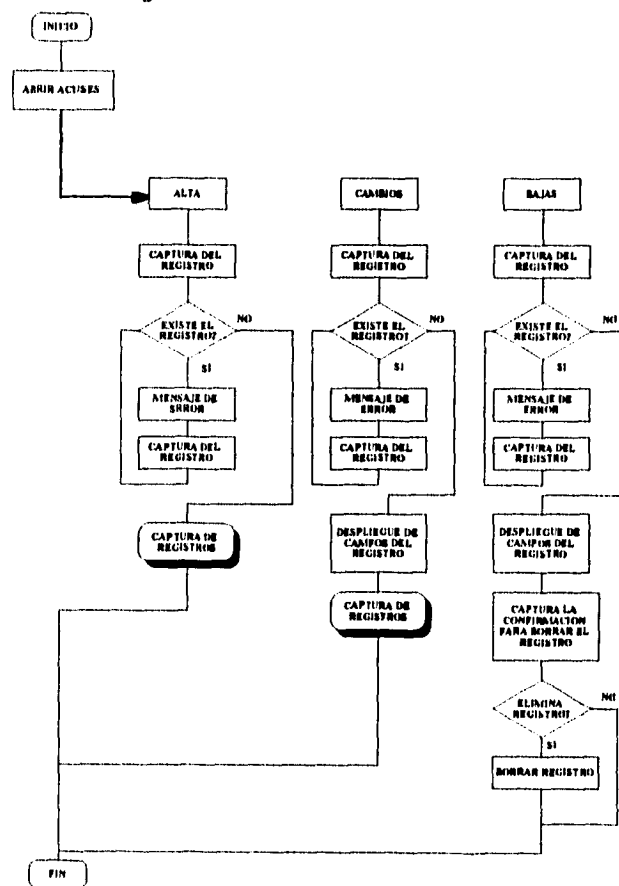 INICIO
ABRIR ACUSES
ALTA
CAPTURA DEL
REGISTRO
EXISTE EL
REGISTRO?
NO
SI
MENSAJE DE
ERROR
CAPTURA DEL
REGISTRO
CAPTURA DE
REGISTROS
CAMBIOS
CAPTURA DEL
REGISTRO
EXISTE EL
REGISTRO?
NO
SI
MENSAJE DE
ERROR
CAPTURA DEL
REGISTRO
DESPLIEGUE DE
CAMPOS DEL
REGISTRO
CAPTURA DE
REGISTROS
BAJAS
CAPTURA DEL
REGISTRO
EXISTE EL
REGISTRO?
NO
SI
MENSAJE DE
ERROR
CAPTURA DEL
REGISTRO
DESPLIEGUE DE
CAMPOS DEL
REGISTRO
CAPTURA LA
CONFIRMACION
PARA BORRAR EL
REGISTRO
ELIMINA
REGISTRO?
NO
SI
BORRAR REGISTRO
FIN